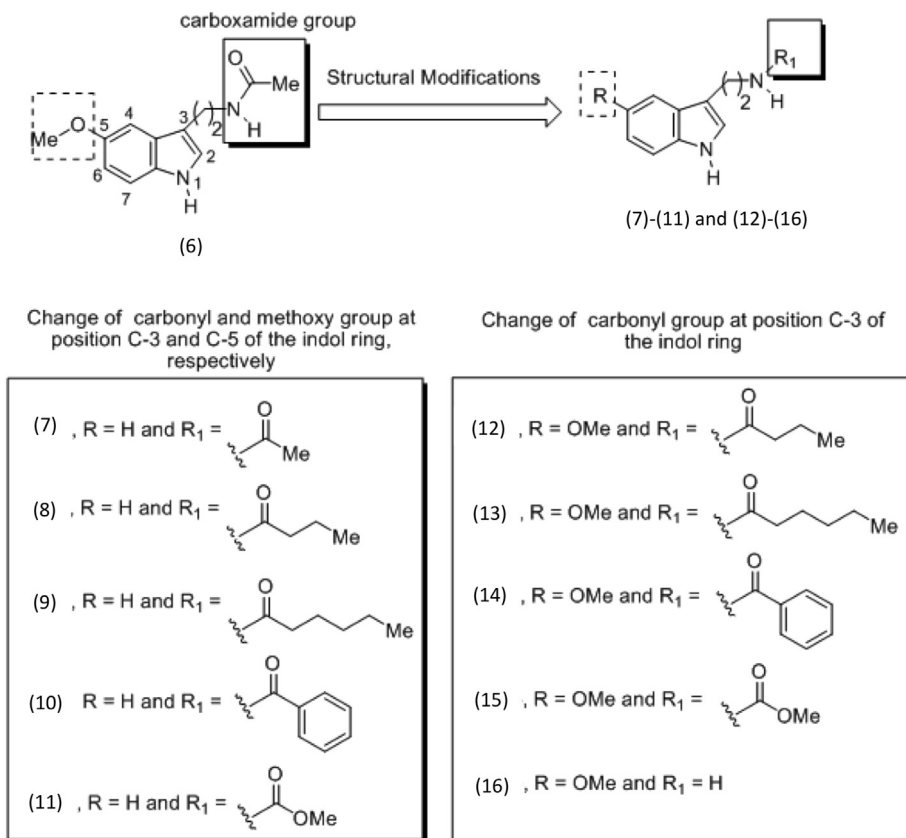 carboxamide group
O
Me
N
H
( )2
Me
O
5
4
3
2
6
7
N
1
H
(6)
Structural Modifications
R1
R
( )2
N
H
N
H
(7)-(11) and (12)-(16)
Change of carbonyl and methoxy group at
position C-3 and C-5 of the indol ring,
respectively
(7) , R = H and R1 =
O
Me
(8) , R = H and R1 =
O
Me
(9) , R = H and R1 =
O
Me
(10) R = H and R1 =
O
(11) , R = H and R1 =
O
OMe
Change of carbonyl group at position C-3 of
the indol ring
(12) , R = OMe and R1 =
O
Me
(13) , R = OMe and R1 =
O
Me
(14) , R = OMe and R1 =
O
(15) , R = OMe and R1 =
O
OMe
(16) , R = OMe and R1 = H